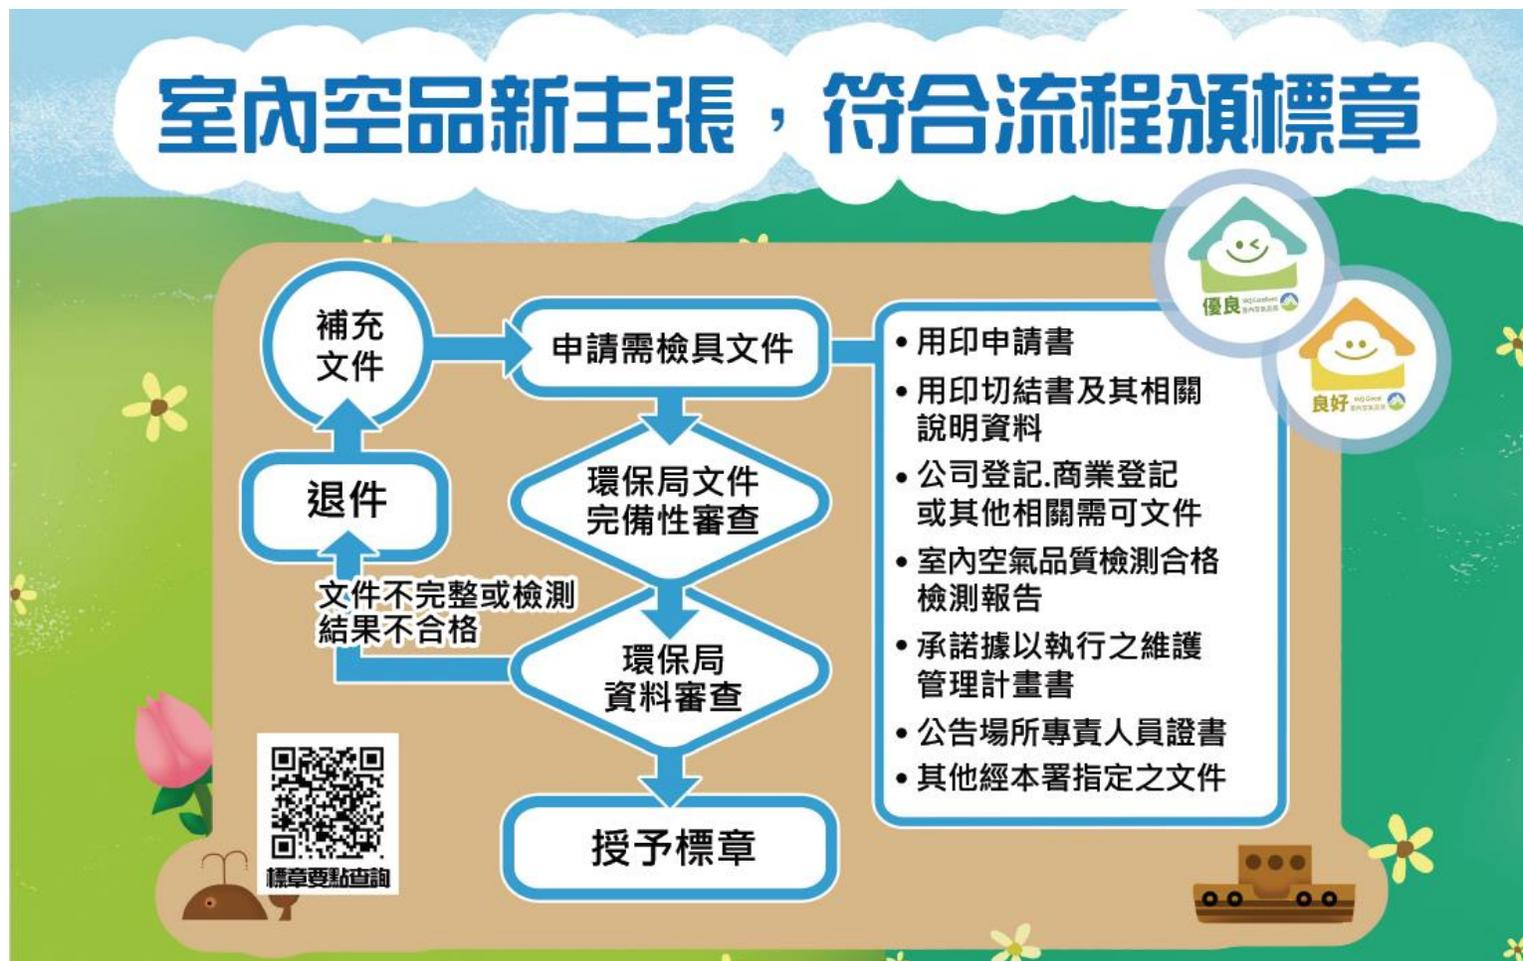 室內空品新主張，符合流程頒標章
優良
良好
補充
文件
申請需檢具文件
退件
環保局文件
完備性審查
文件不完整或檢測
結果不合格
環保局
資料審查
授予標章
• 用印申請書
• 用印切結書及其相關
說明資料
• 公司登記.商業登記
或其他相關需可文件
• 室內空氣品質檢測合格
檢測報告
• 承諾據以執行之維護
管理計畫書
• 公告場所專責人員證書
• 其他經本署指定之文件
標章要點查詢